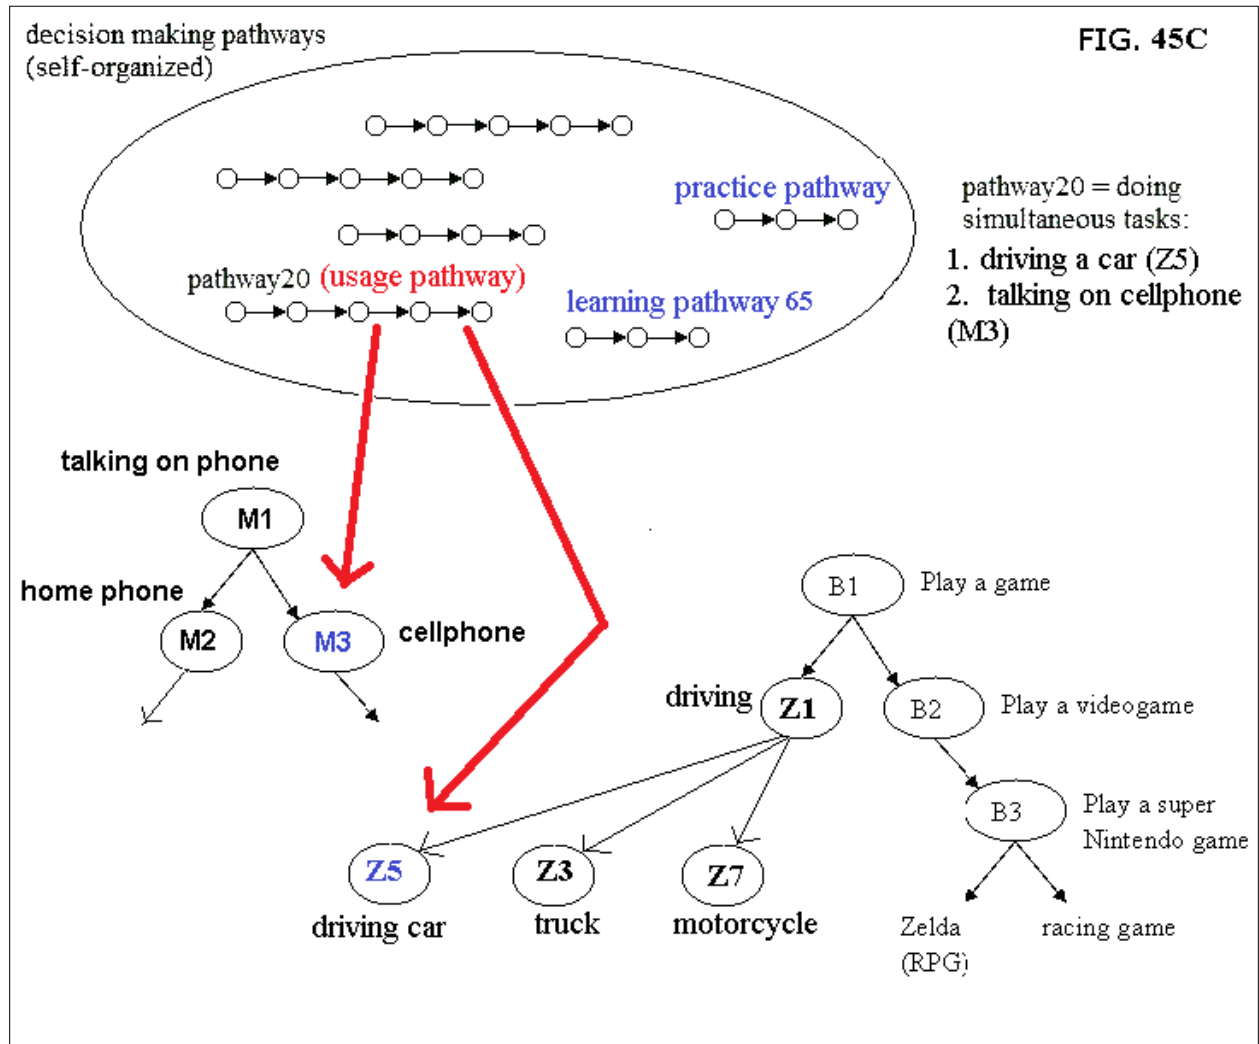 decision making pathways
(self-organized)
FIG. 45C
practice pathway
pathway20 (usage pathway)
learning pathway 65
pathway20 = doing
simultaneous tasks:
1. driving a car (Z5)
2. talking on cellphone
(M3)
talking on phone
M1
home phone
M2
M3
cellphone
B1
Play a game
driving
Z1
B2
Play a videogame
B3
Play a super
Nintendo game
Z5
Z3
Z7
driving car
truck
motorcycle
Zelda
(RPG)
racing game